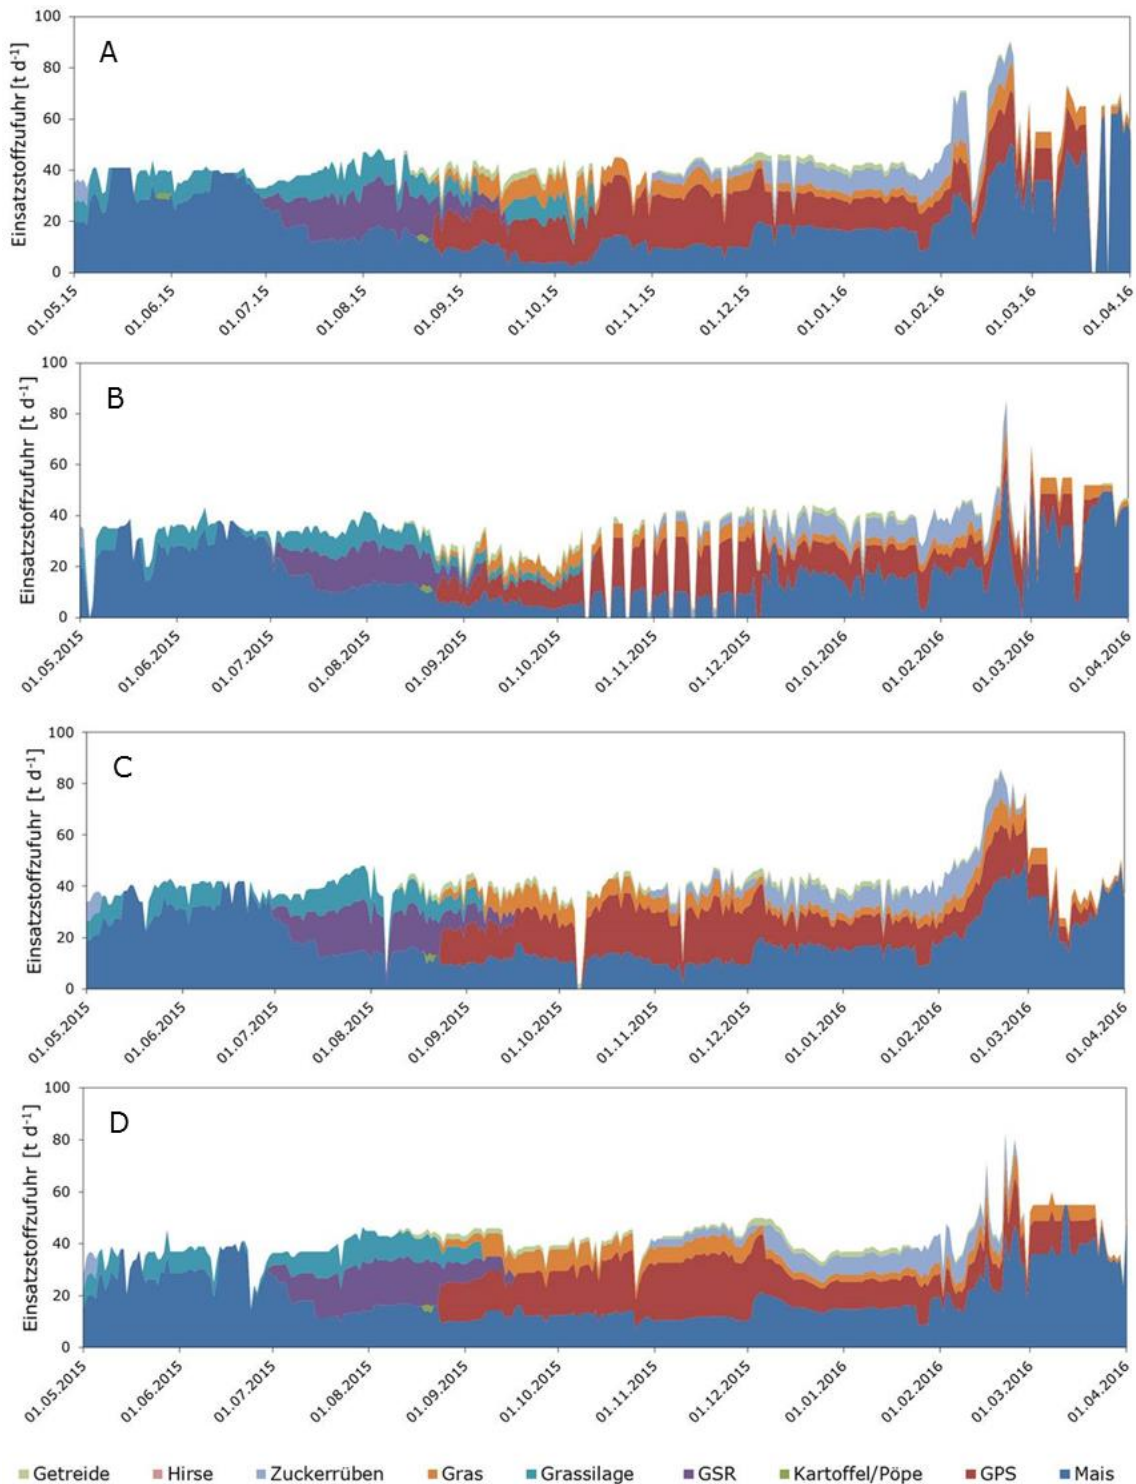 A
Einsatzstoffzufuhr [t d⁻¹]
100
80
60
40
20
0
01.05.15 01.06.15 01.07.15 01.08.15 01.09.15 01.10.15 01.11.15 01.12.15 01.01.16 01.02.16 01.03.16 01.04.16
B
Einsatzstoffzufuhr [t d⁻¹]
100
80
60
40
20
0
01.05.2015 01.06.2015 01.07.2015 01.08.2015 01.09.2015 01.10.2015 01.11.2015 01.12.2015 01.01.2016 01.02.2016 01.03.2016 01.04.2016
C
Einsatzstoffzufuhr [t d⁻¹]
100
80
60
40
20
0
01.05.2015 01.06.2015 01.07.2015 01.08.2015 01.09.2015 01.10.2015 01.11.2015 01.12.2015 01.01.2016 01.02.2016 01.03.2016 01.04.2016
D
Einsatzstoffzufuhr [t d⁻¹]
100
80
60
40
20
0
01.05.2015 01.06.2015 01.07.2015 01.08.2015 01.09.2015 01.10.2015 01.11.2015 01.12.2015 01.01.2016 01.02.2016 01.03.2016 01.04.2016
Getreide Hirse Zuckerrüben Gras Grassilage GSR Kartoffel/Pöpe GPS Mais